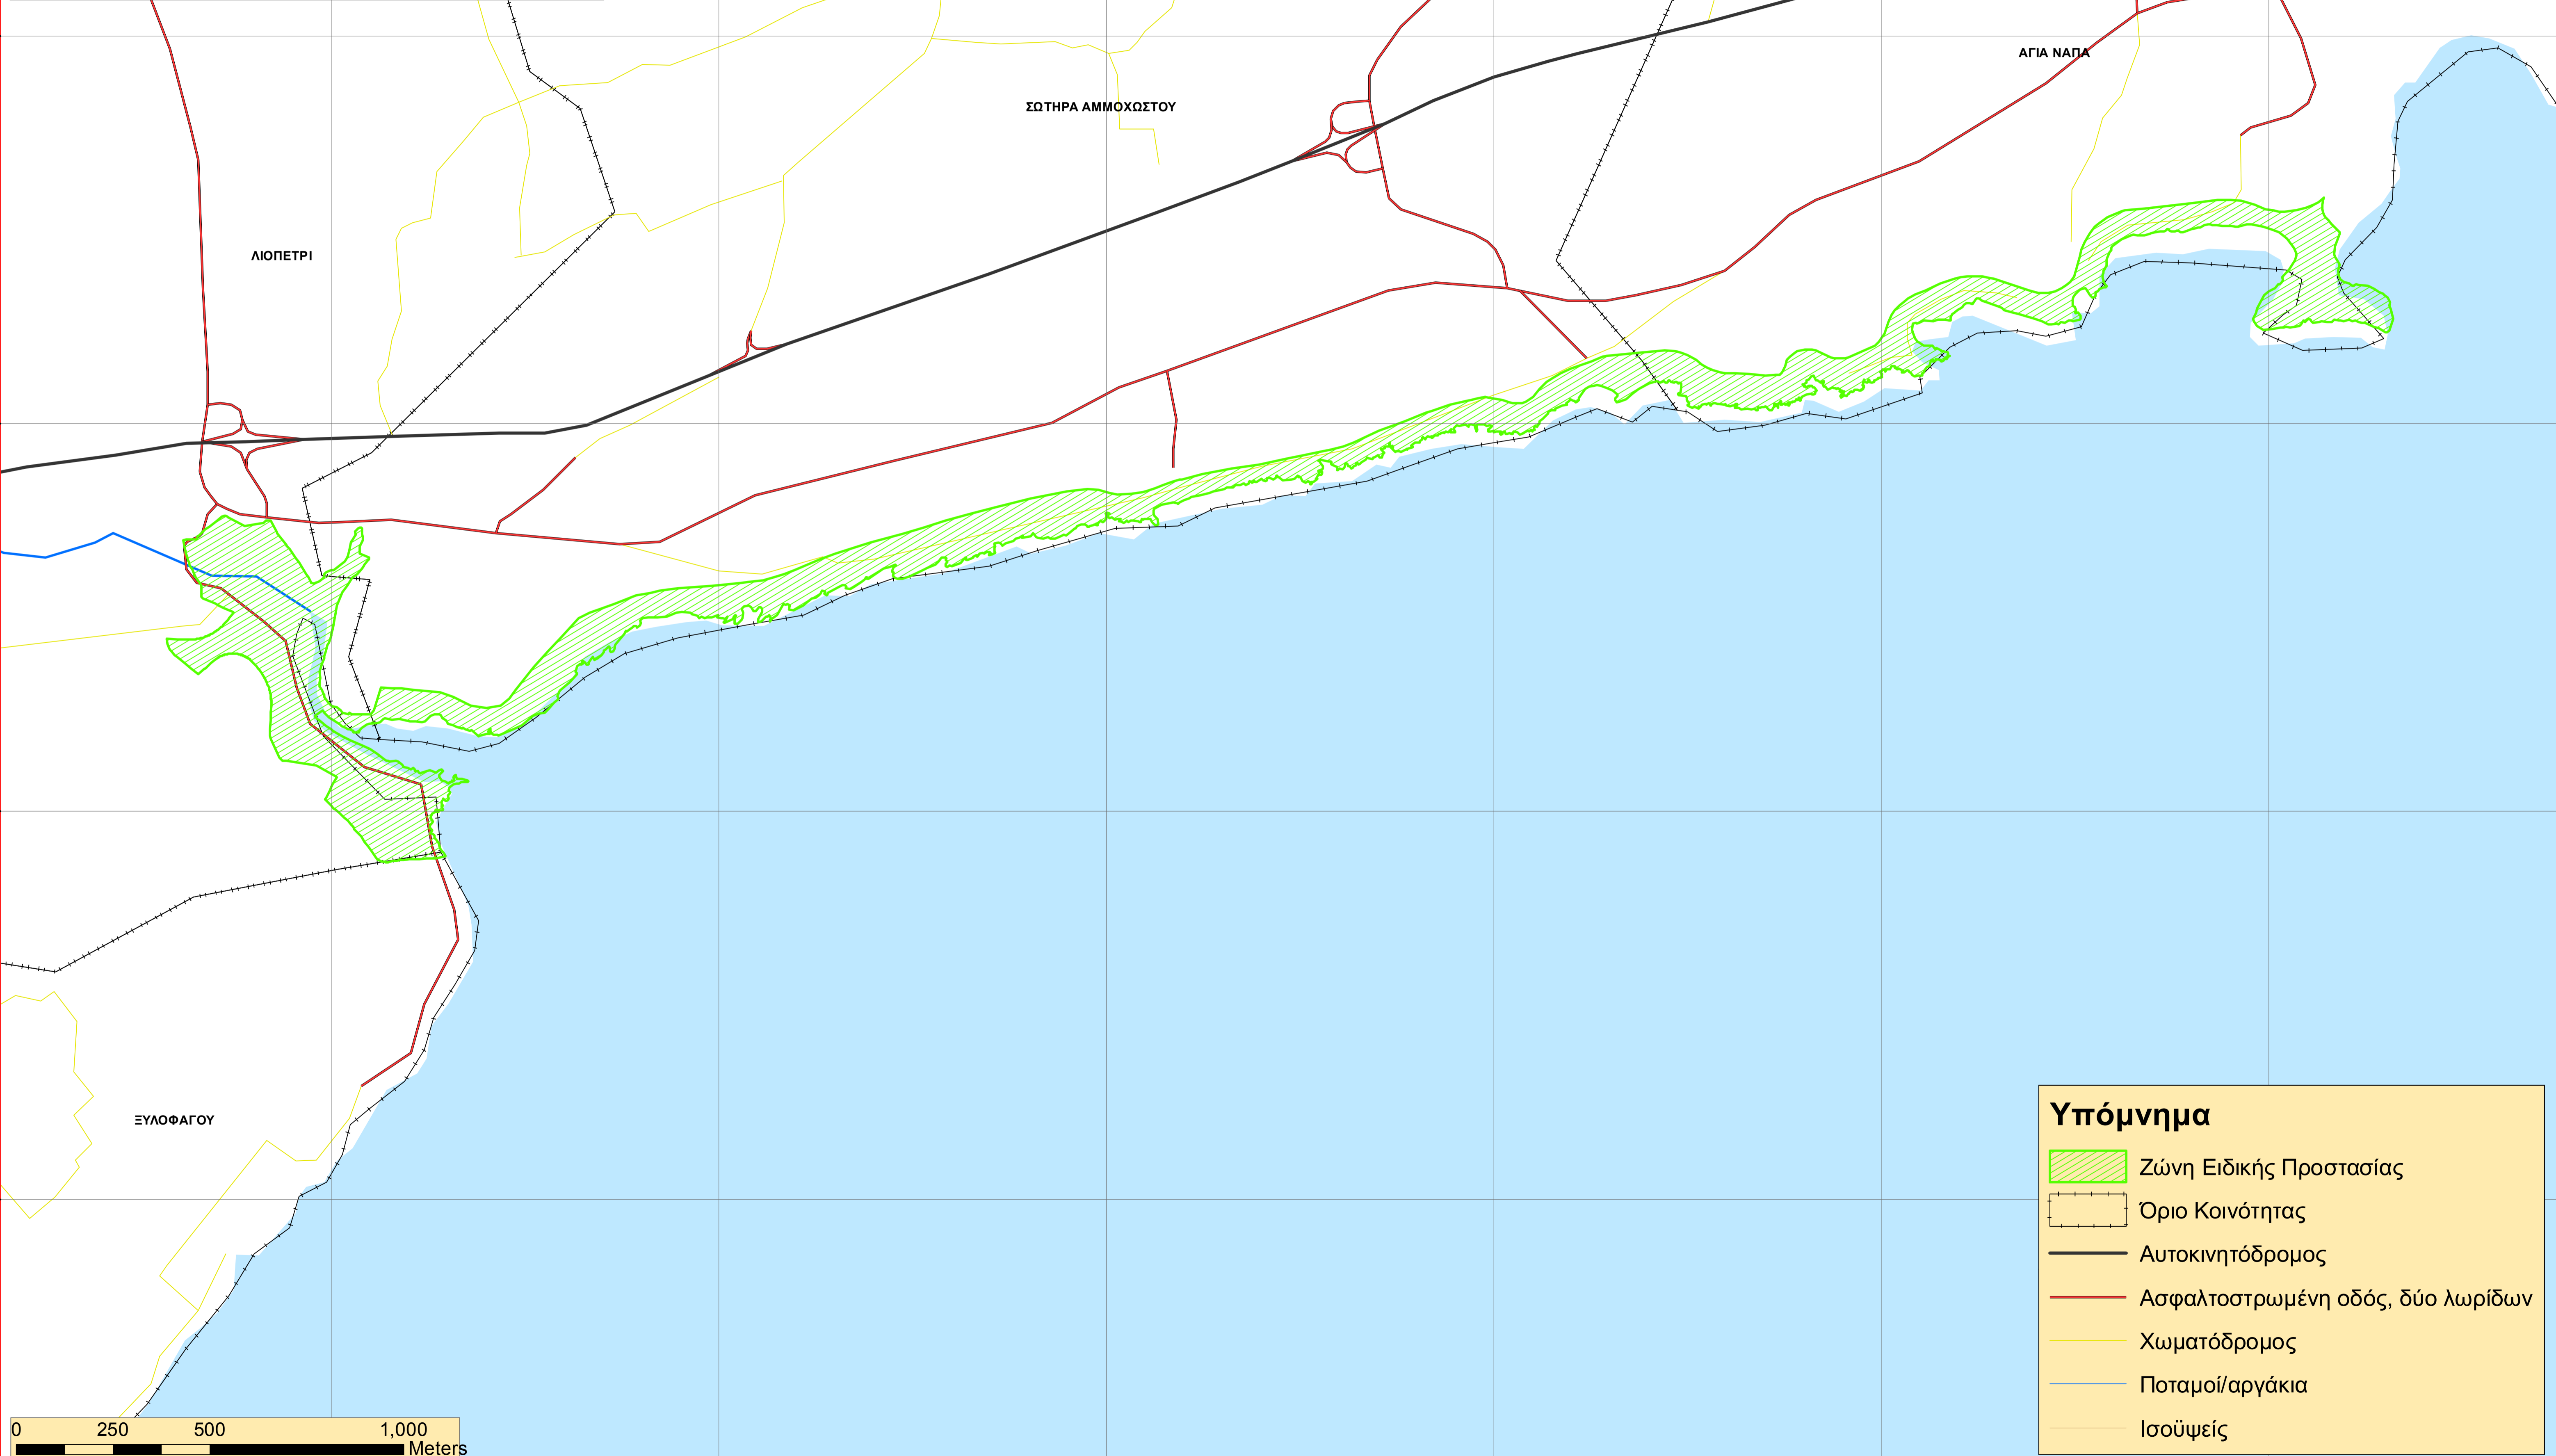 ΑΓΙΑ ΝΑΠΑ
ΣΩΤΗΡΑ ΑΜΜΟΧΩΣΤΟΥ
ΛΙΟΠΕΤΡΙ
ΞΥΛΟΦΑΓΟΥ
Υπόμνημα
Ζώνη Ειδικής Προστασίας
Όριο Κοινότητας
Αυτοκινητόδρομος
Ασφαλτοστρωμένη οδός, δύο λωρίδων
Χωματόδρομος
Ποταμοί/αργάκια
Ισοϋψείς
0 250 500 1,000
Meters